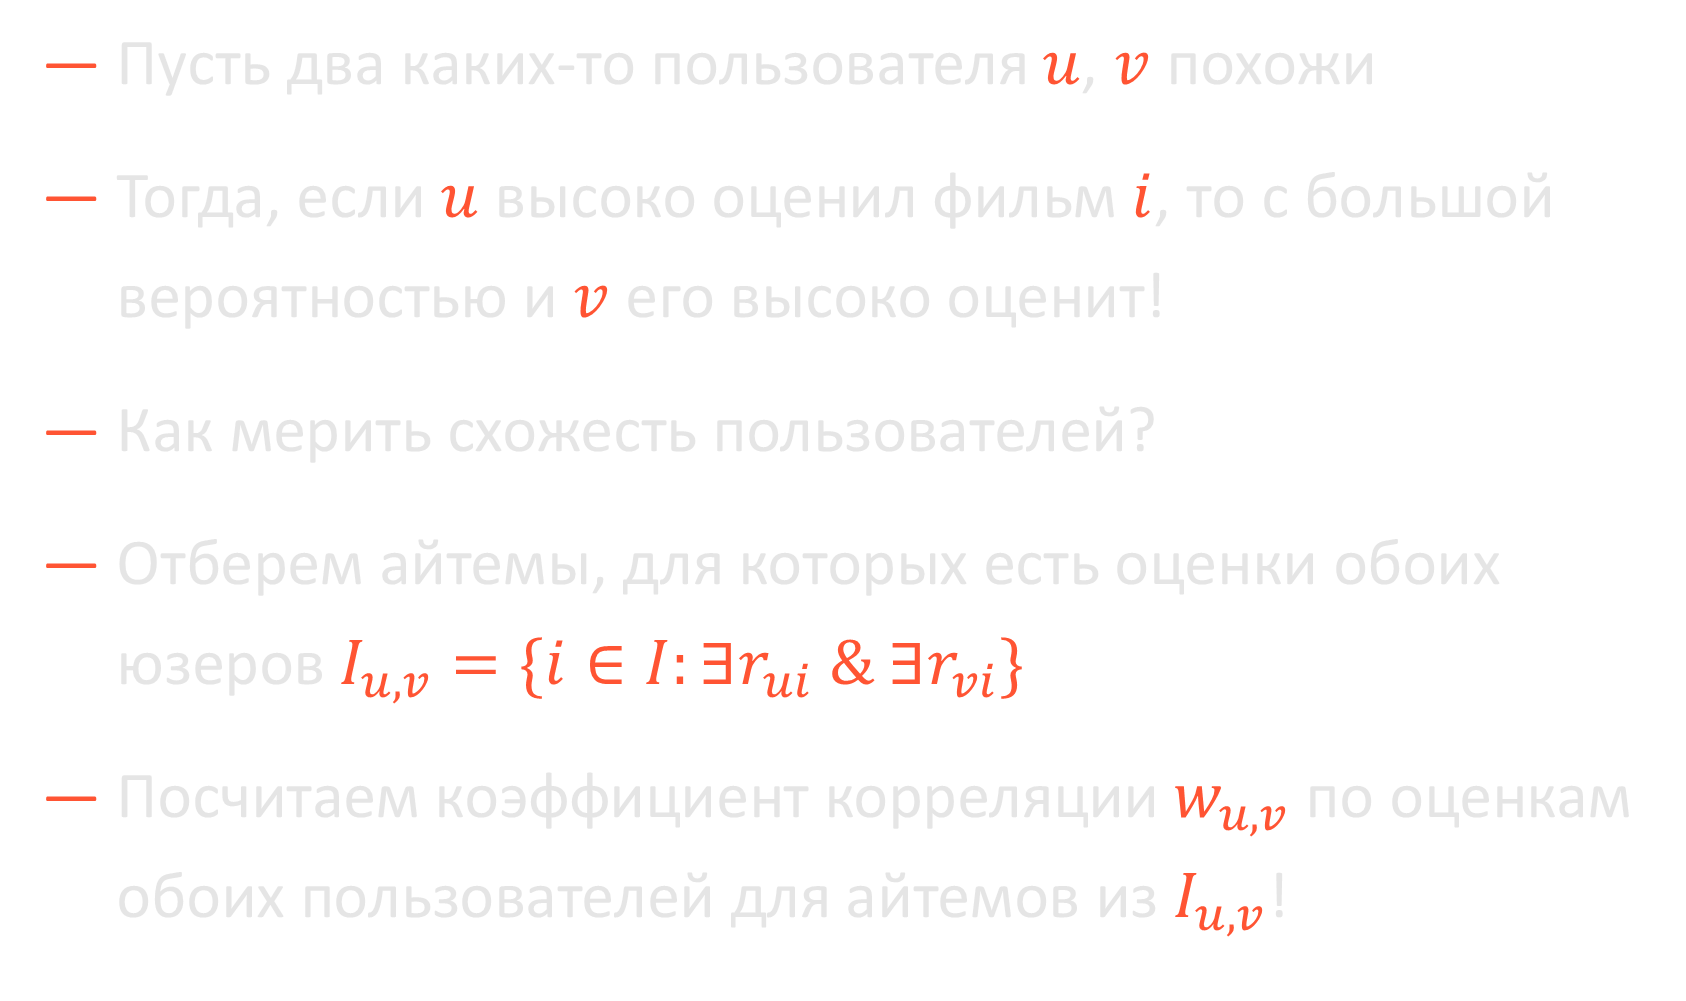 — Пусть два каких-то пользователя u, v похожи
— Тогда, если u высоко оценил фильм i, то с большой
вероятностью и v его высоко оценит!
— Как мерить схожесть пользователей?
— Отберем айтемы, для которых есть оценки обоих
юзеров I_{u,v} = {i ∈ I: ∃r_{ui} & ∃r_{vi}}
— Посчитаем коэффициент корреляции w_{u,v} по оценкам
обоих пользователей для айтемов из I_{u,v}!